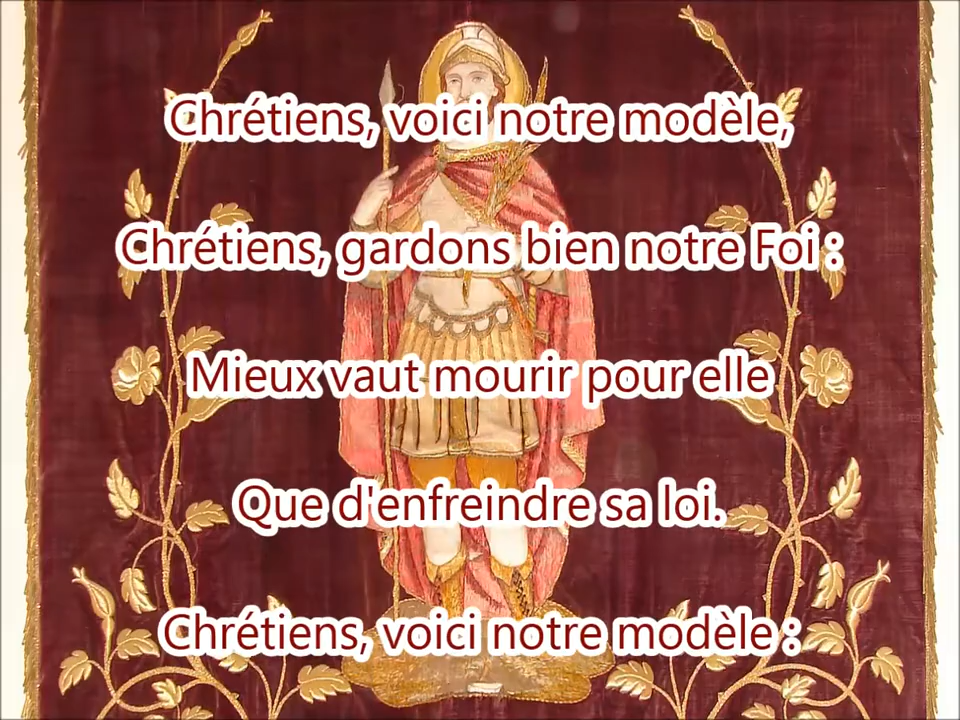 Chrétiens, voici notre modèle,
Chrétiens, gardons bien notre Foi :
Mieux vaut mourir pour elle
Que d'enfreindre sa loi.
Chrétiens, voici notre modèle :